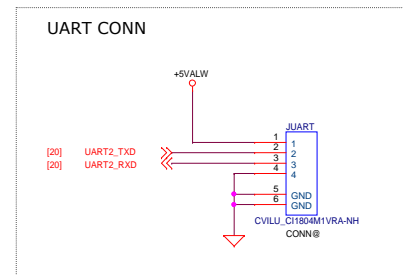 UART CONN
+5VALW
JUART
1 1
[20] UART2_TXD 2 2
[20] UART2_RXD 3 3
4 4
5 GND
6 GND
CVILU_CI1804M1VRA-NH
CONN@